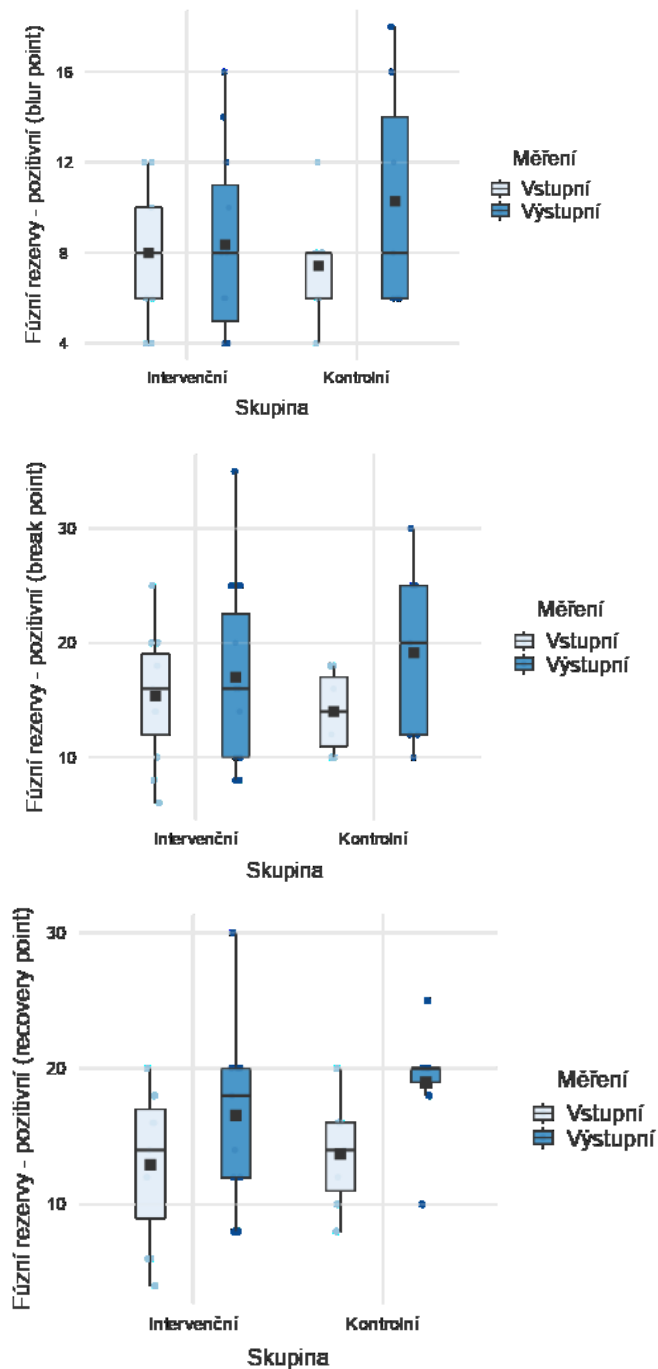 Fúzní rezervy - pozitivní (blur point)
16
12
8
4
Intervenční Kontrolní
Skupina
Měření
Vstupní
Výstupní
Fúzní rezervy - pozitivní (break point)
30
20
10
Intervenční Kontrolní
Skupina
Měření
Vstupní
Výstupní
Fúzní rezervy - pozitivní (recovery point)
30
20
10
Intervenční Kontrolní
Skupina
Měření
Vstupní
Výstupní